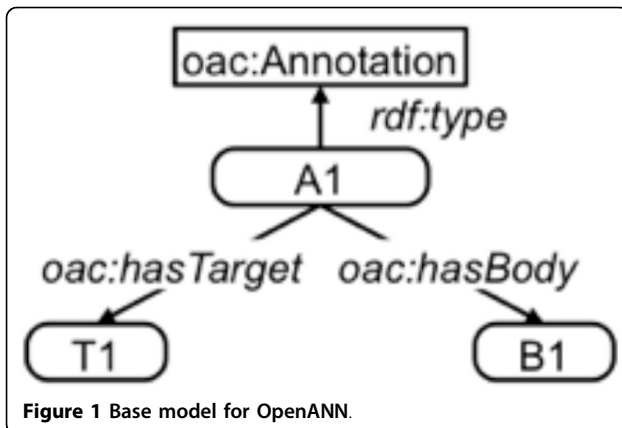 oac:Annotation
rdf:type
A1
oac:hasTarget oac:hasBody
T1 B1
Figure 1 Base model for OpenANN.